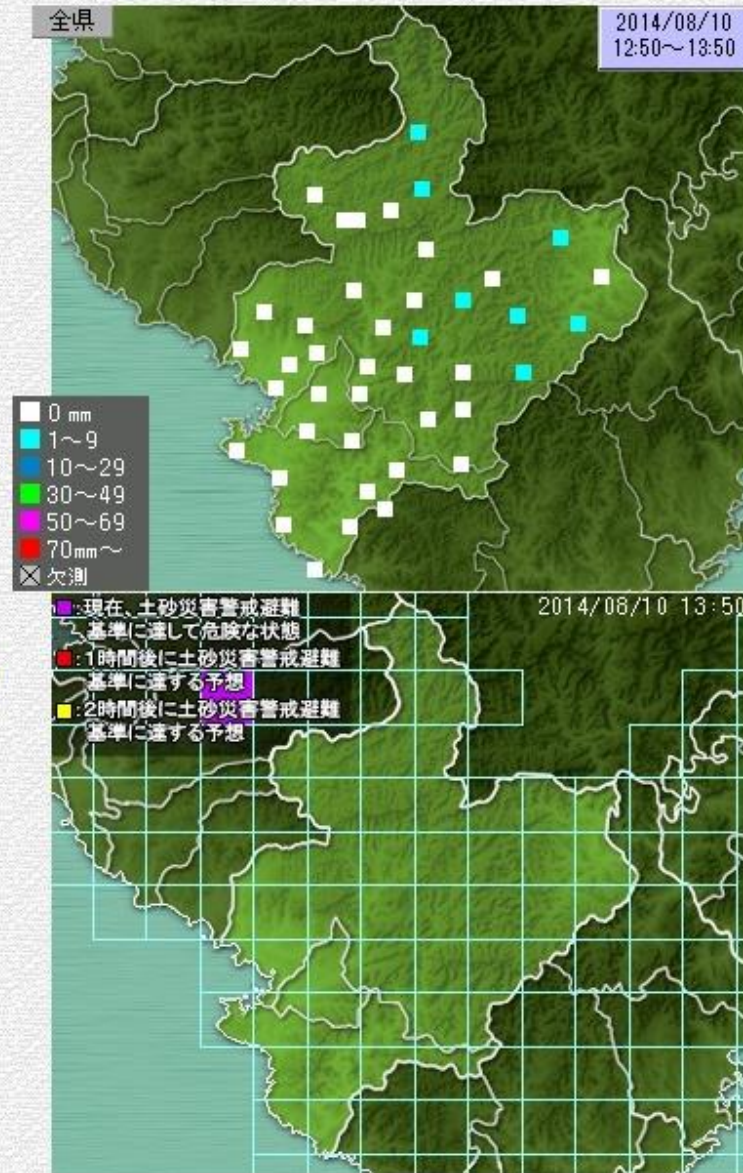 全県
2014/08/10
12:50～13:50
0 mm
1～9
10～29
30～49
50～69
70mm～
欠測
2014/08/10 13:50
:現在、土砂災害警戒避難
基準に達して危険な状態
:1時間後に土砂災害警戒避難
基準に達する予想
:2時間後に土砂災害警戒避難
基準に達する予想